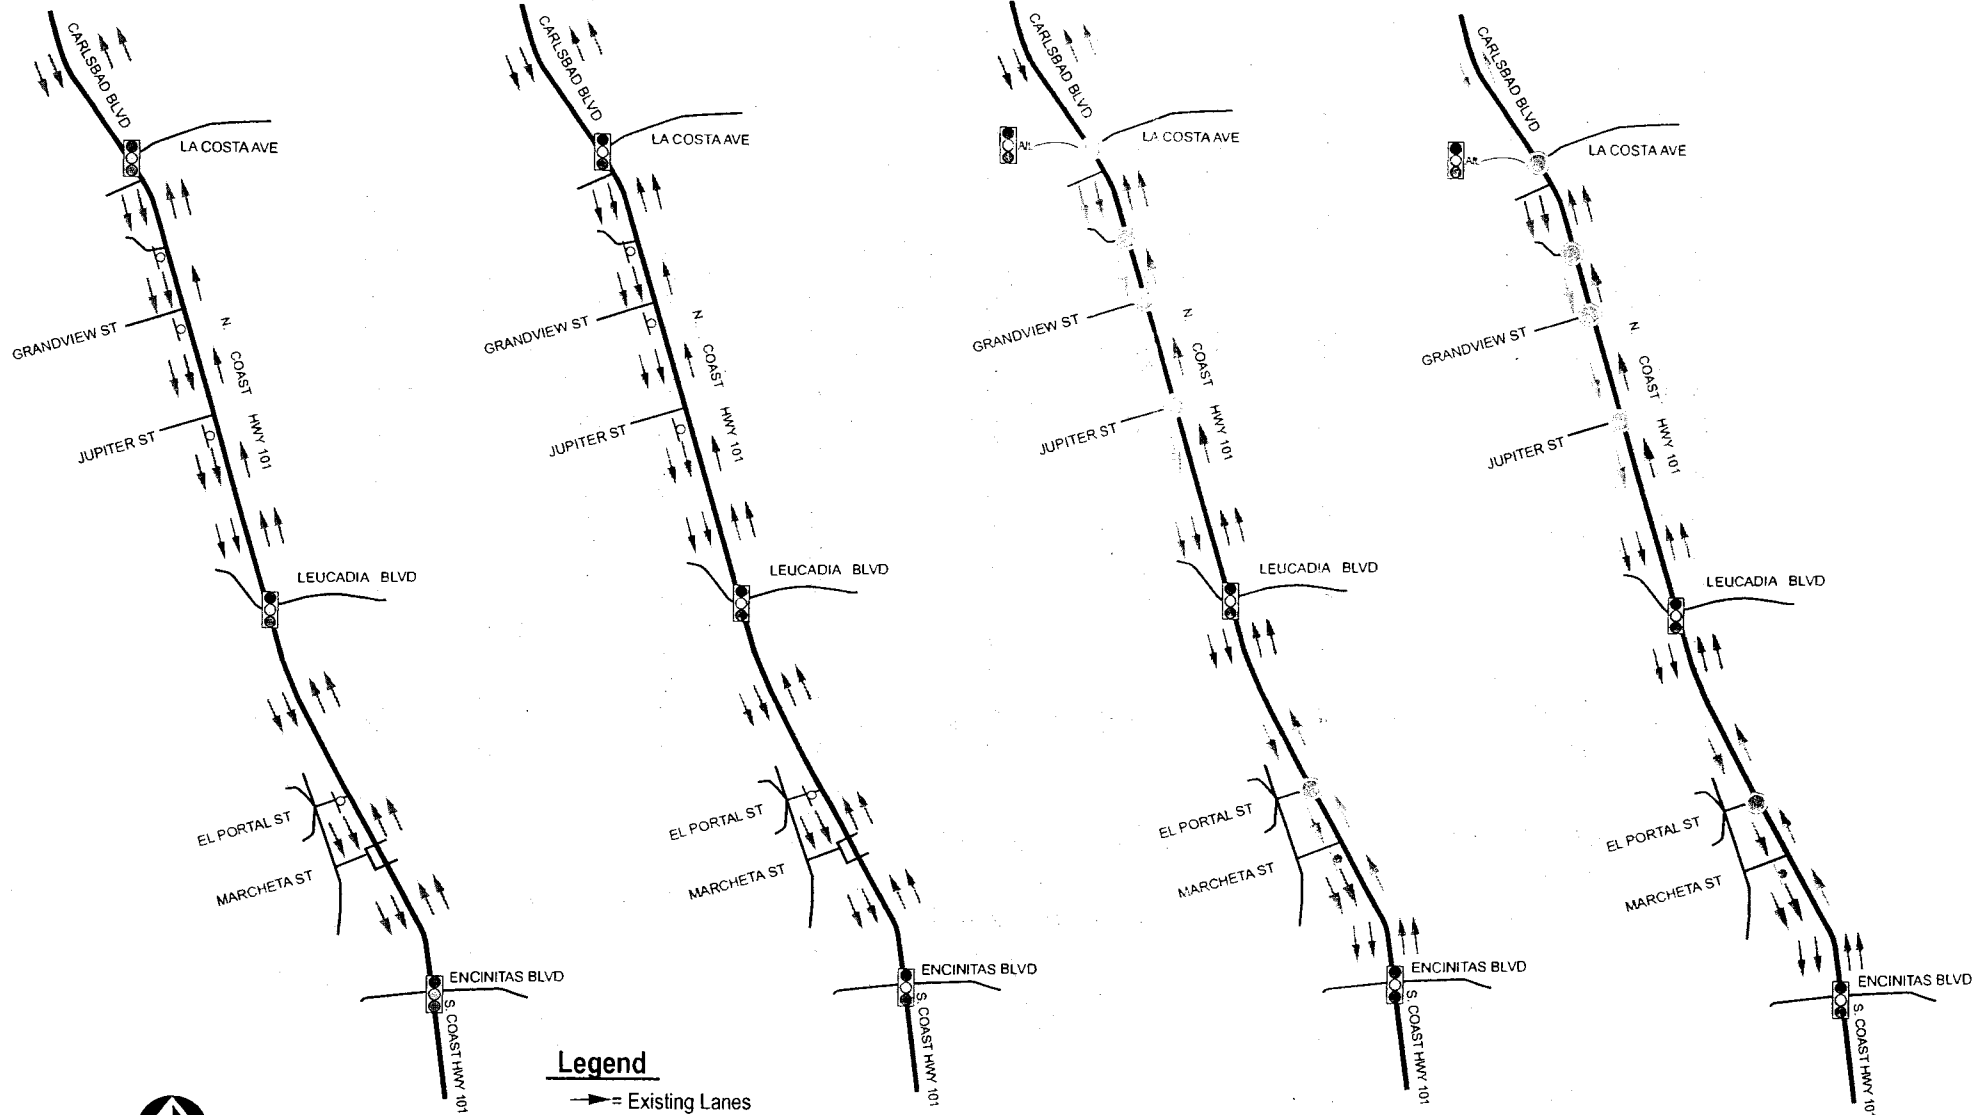 CARLSBAD BLVD
LA COSTA AVE
GRANDVIEW ST
N. COAST HWY 101
JUPITER ST
LEUCADIA BLVD
EL PORTAL ST
MARCHETA ST
ENCINITAS BLVD
S. COAST HWY 101
CARLSBAD BLVD
LA COSTA AVE
GRANDVIEW ST
N. COAST HWY 101
JUPITER ST
LEUCADIA BLVD
EL PORTAL ST
MARCHETA ST
ENCINITAS BLVD
S. COAST HWY 101
CARLSBAD BLVD
Alt.
LA COSTA AVE
GRANDVIEW ST
N. COAST HWY 101
JUPITER ST
LEUCADIA BLVD
EL PORTAL ST
MARCHETA ST
ENCINITAS BLVD
S. COAST HWY 101
CARLSBAD BLVD
Alt.
LA COSTA AVE
GRANDVIEW ST
N. COAST HWY 101
JUPITER ST
LEUCADIA BLVD
EL PORTAL ST
MARCHETA ST
ENCINITAS BLVD
S. COAST HWY 101
Legend
= Existing Lanes